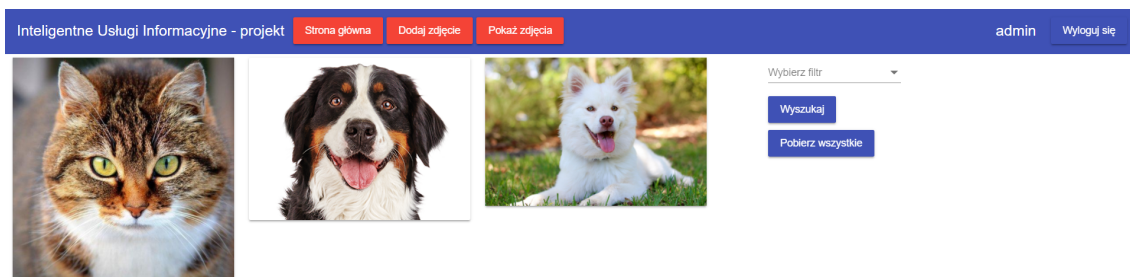 Inteligentne Usługi Informacyjne - projekt Strona główna Dodaj zdjęcie Pokaż zdjęcia admin Wyloguj się
Wybierz filtr
Wyszukaj
Pobierz wszystkie